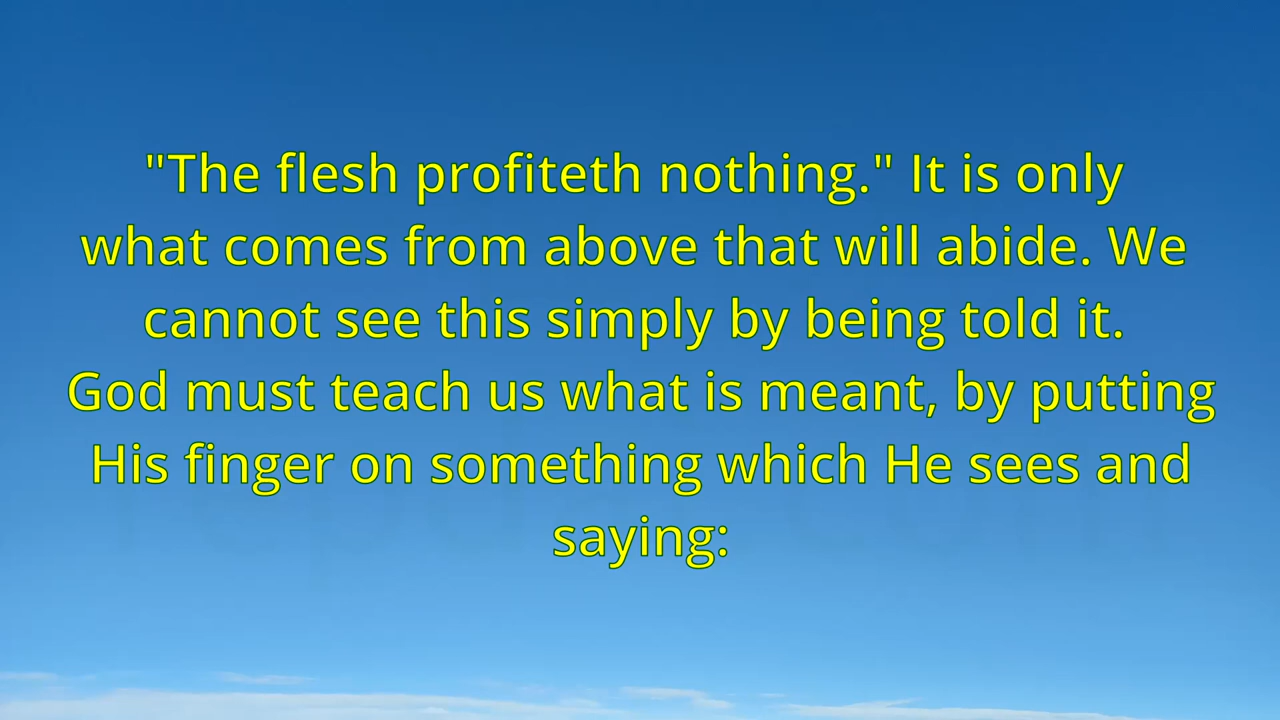 "The flesh profiteth nothing." It is only
what comes from above that will abide. We
cannot see this simply by being told it.
God must teach us what is meant, by putting
His finger on something which He sees and
saying: